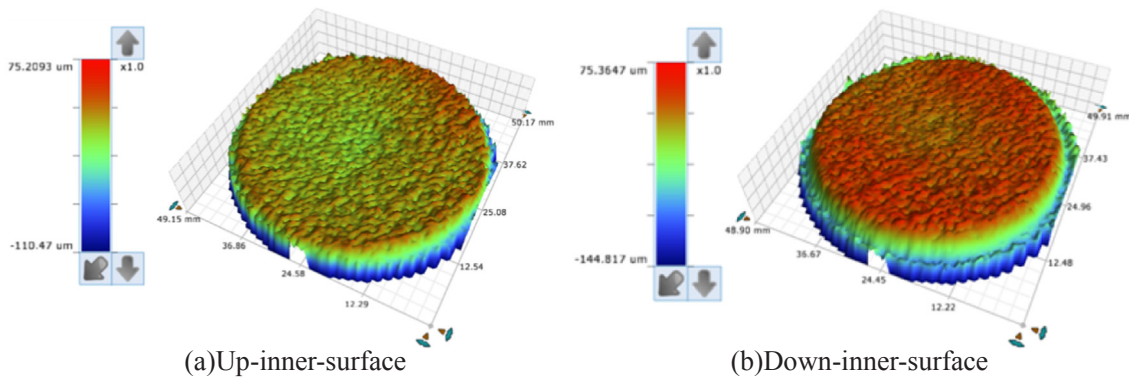 75.2093 um
x1.0
-110.47 um
50.17 mm
37.62
25.08
12.54
49.15 mm
36.86
24.58
12.29
(a)Up-inner-surface
75.3647 um
x1.0
-144.817 um
49.91 mm
37.43
24.96
12.48
48.90 mm
36.67
24.45
12.22
(b)Down-inner-surface